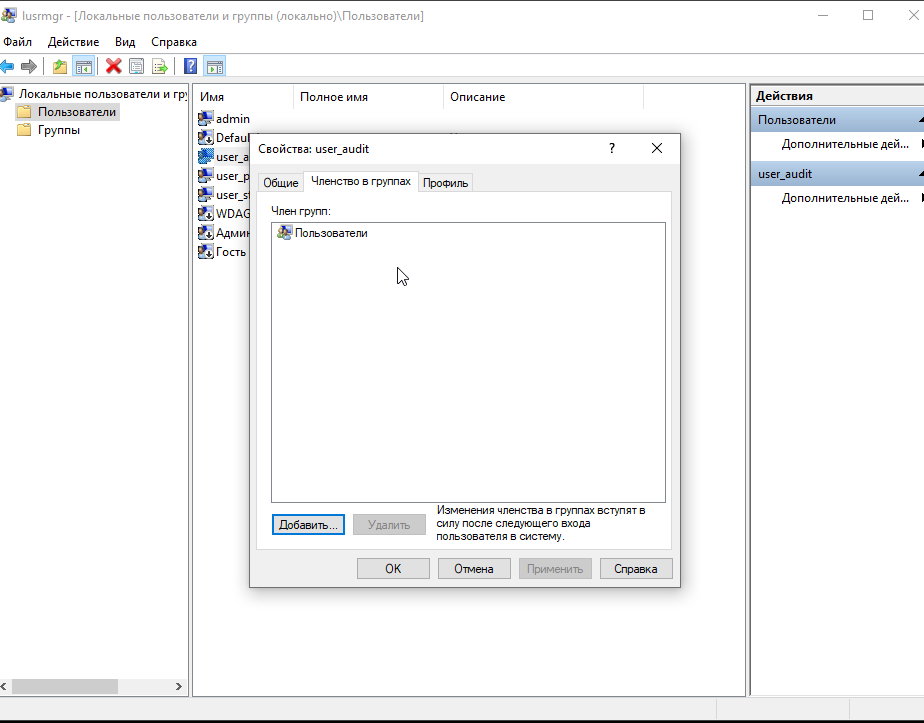 lusrmgr - [Локальные пользователи и группы (локально)\Пользователи]
Файл Действие Вид Справка
Локальные пользователи и гру
Пользователи
Группы
Имя Полное имя Описание
admin
Defaul
user_a
user_p
user_st
WDAG
Админ
Гость
Свойства: user_audit
?
Общие Членство в группах Профиль
Член групп:
Пользователи
Добавить... Удалить
Изменения членства в группах вступят в
силу после следующего входа
пользователя в систему.
ОК Отмена Применить Справка
Действия
Пользователи
Дополнительные дей...
user_audit
Дополнительные дей...